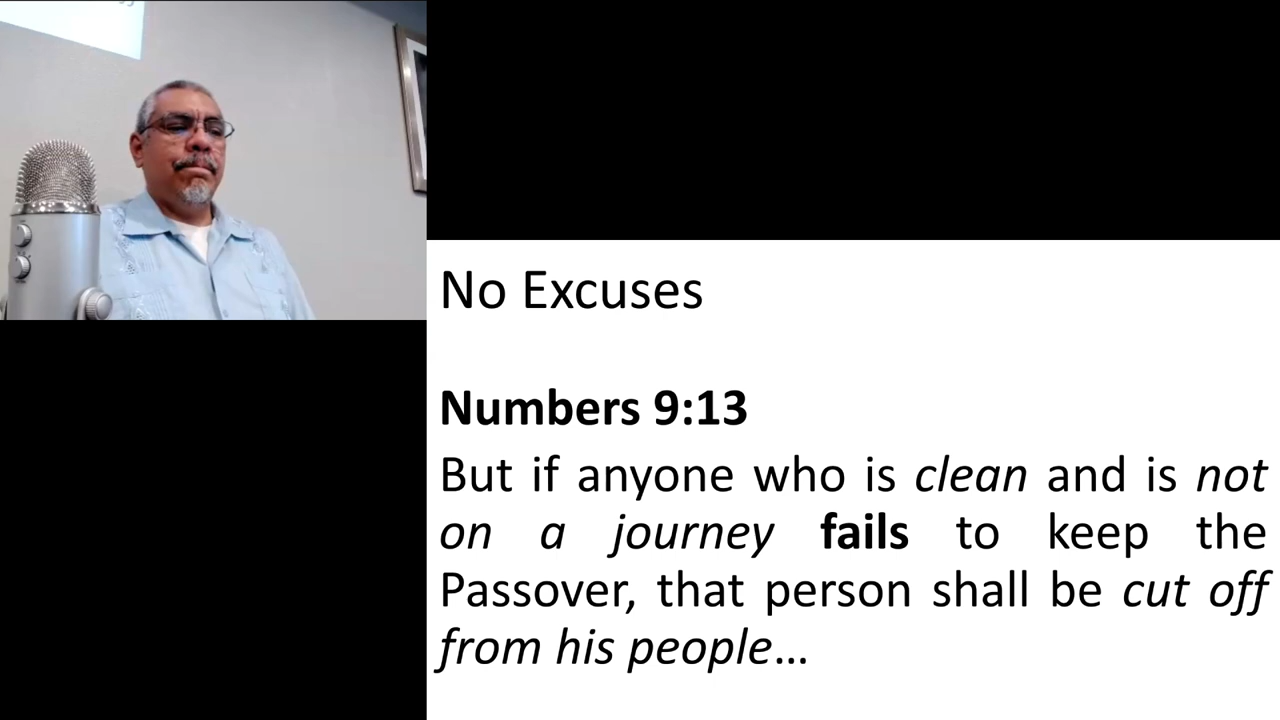 No Excuses
Numbers 9:13
But if anyone who is clean and is not
on a journey fails to keep the
Passover, that person shall be cut off
from his people…